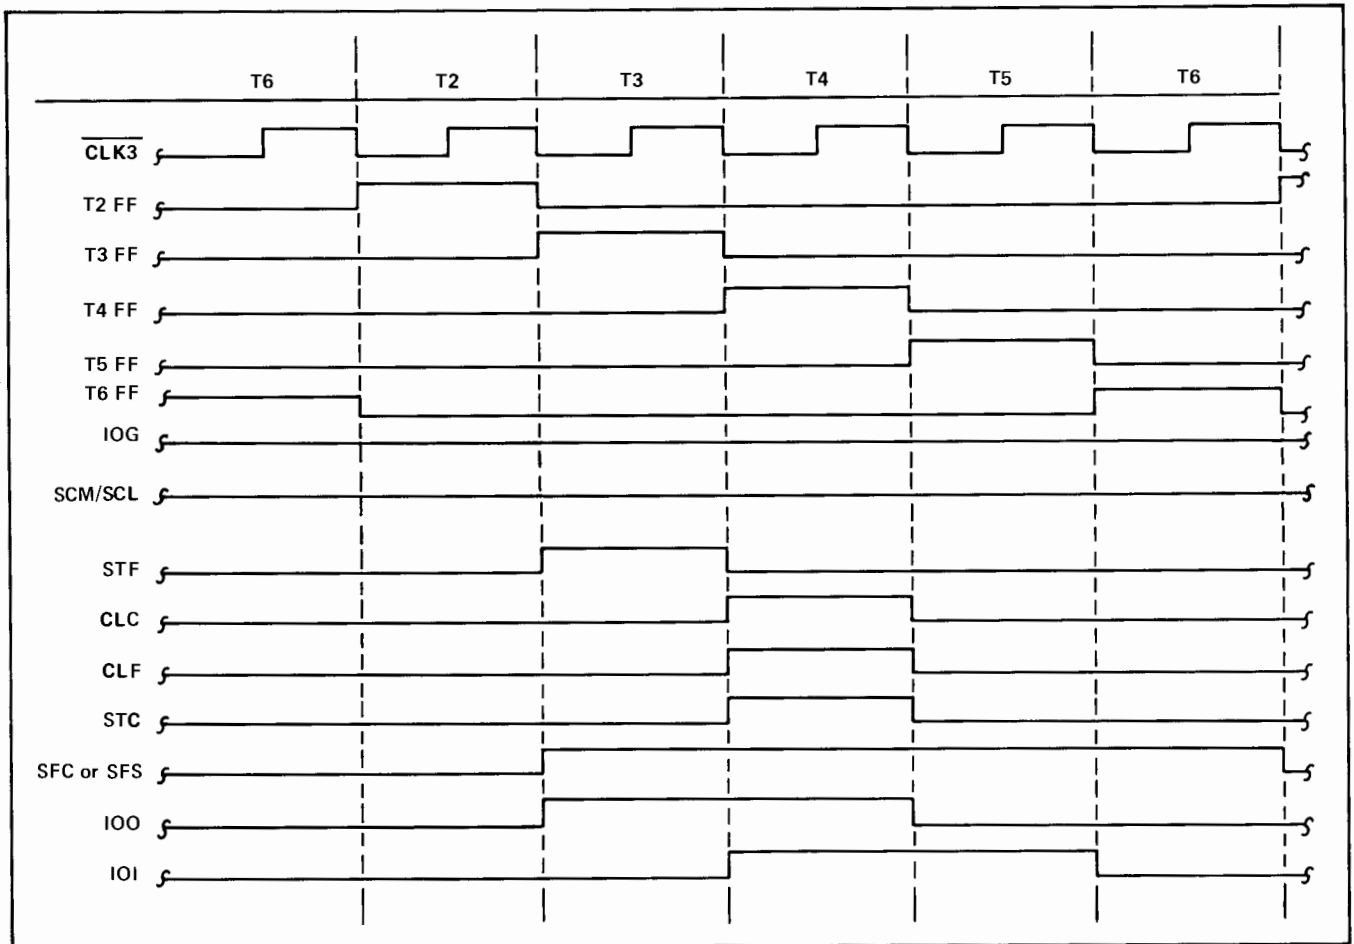 T6 T2 T3 T4 T5 T6
CLK3
T2 FF
T3 FF
T4 FF
T5 FF
T6 FF
IOG
SCM/SCL
STF
CLC
CLF
STC
SFC or SFS
IOO
IOI